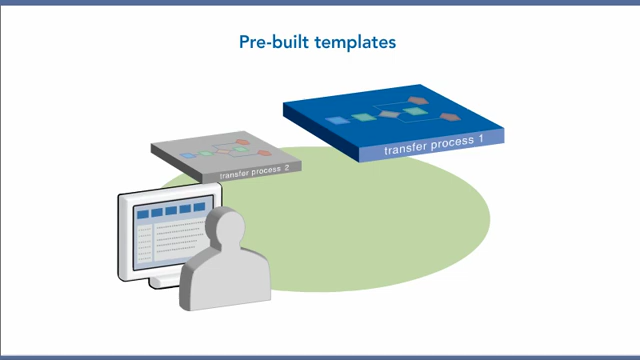 Pre-built templates
transfer process 1
transfer process 2